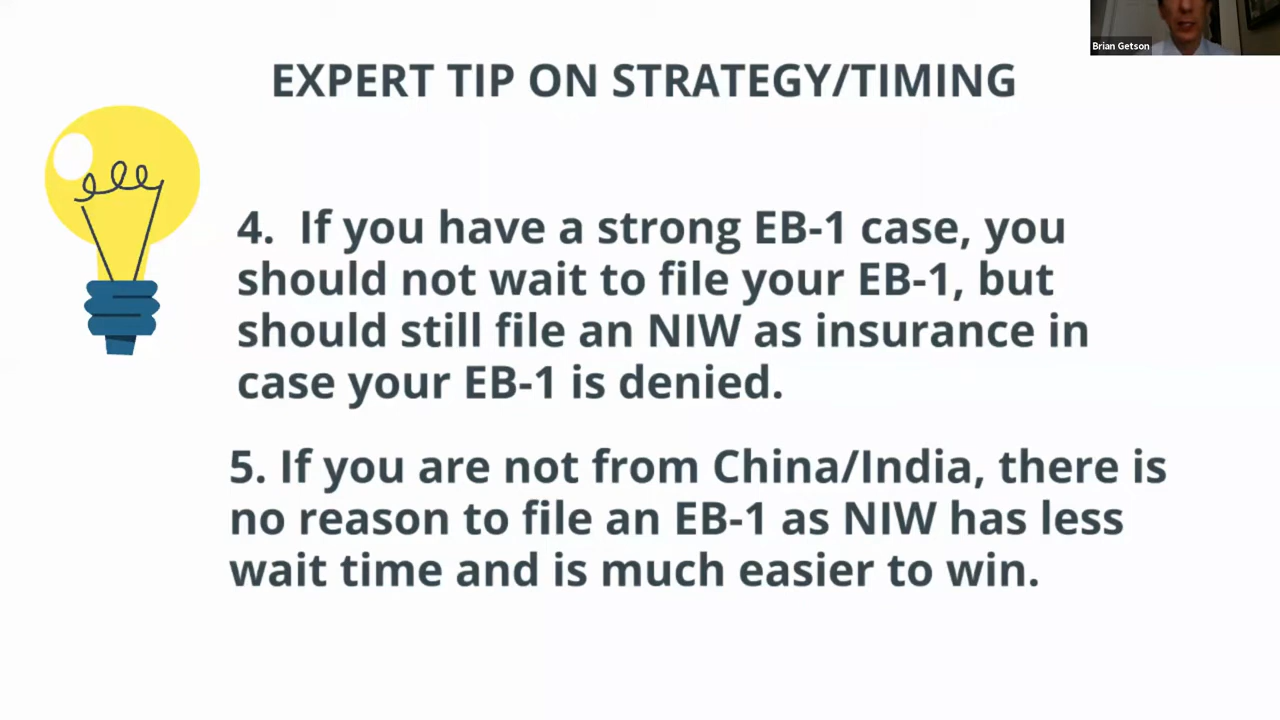 Brian Getson
EXPERT TIP ON STRATEGY/TIMING
4. If you have a strong EB-1 case, you
should not wait to file your EB-1, but
should still file an NIW as insurance in
case your EB-1 is denied.
5. If you are not from China/India, there is
no reason to file an EB-1 as NIW has less
wait time and is much easier to win.